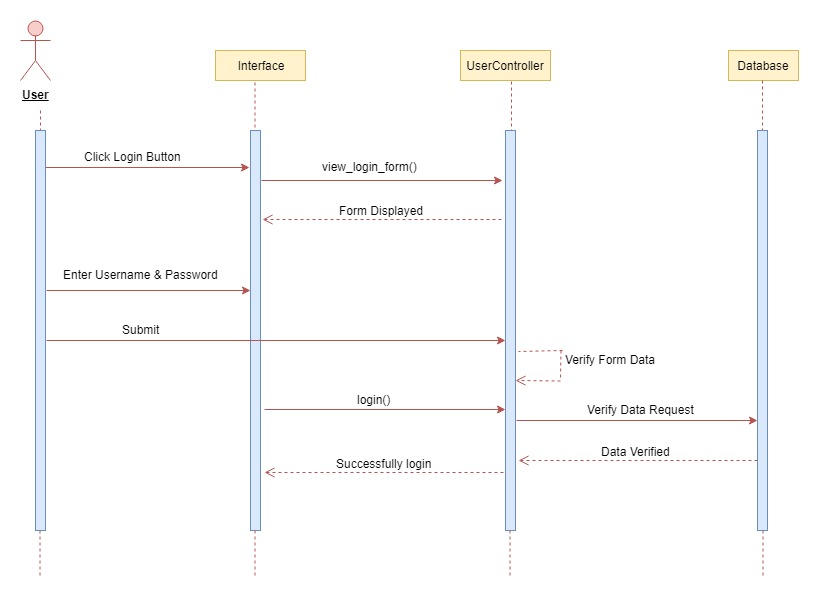 Interface
UserController
Database
User
Click Login Button
view_login_form()
Form Displayed
Enter Username & Password
Submit
Verify Form Data
login()
Verify Data Request
Data Verified
Successfully login